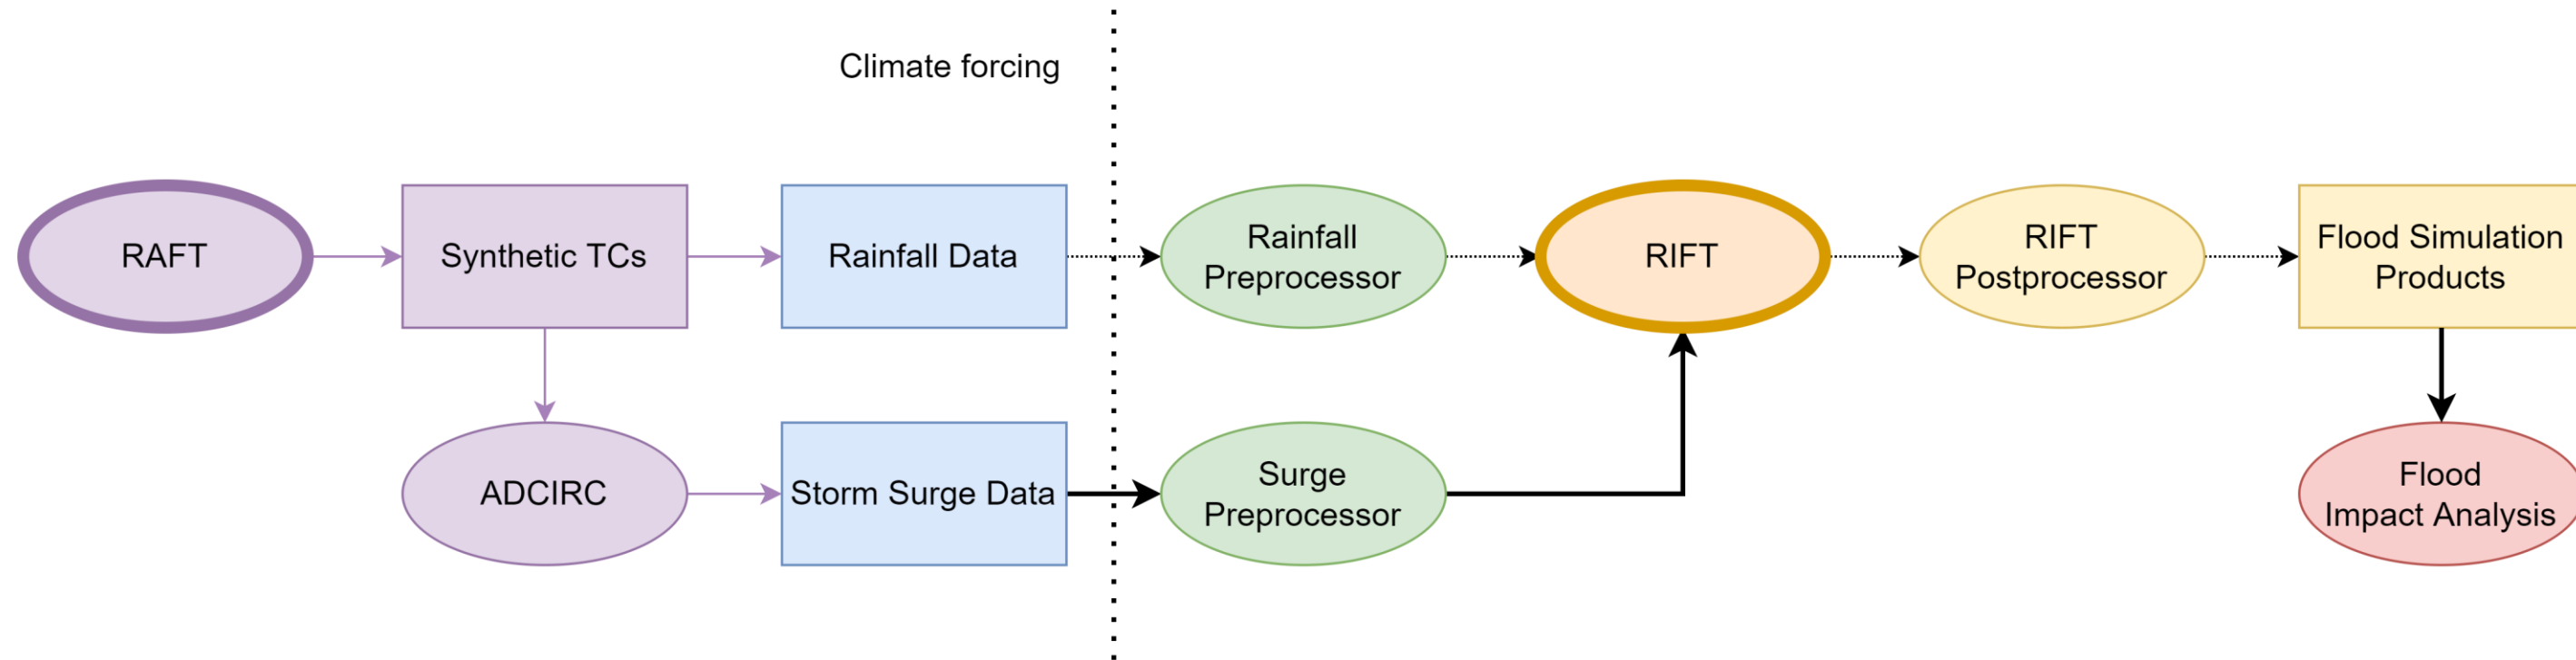 Climate forcing
RAFT
Synthetic TCs
Rainfall Data
Rainfall
Preprocessor
RIFT
RIFT
Postprocessor
Flood Simulation
Products
ADCIRC
Storm Surge Data
Surge
Preprocessor
Flood
Impact Analysis